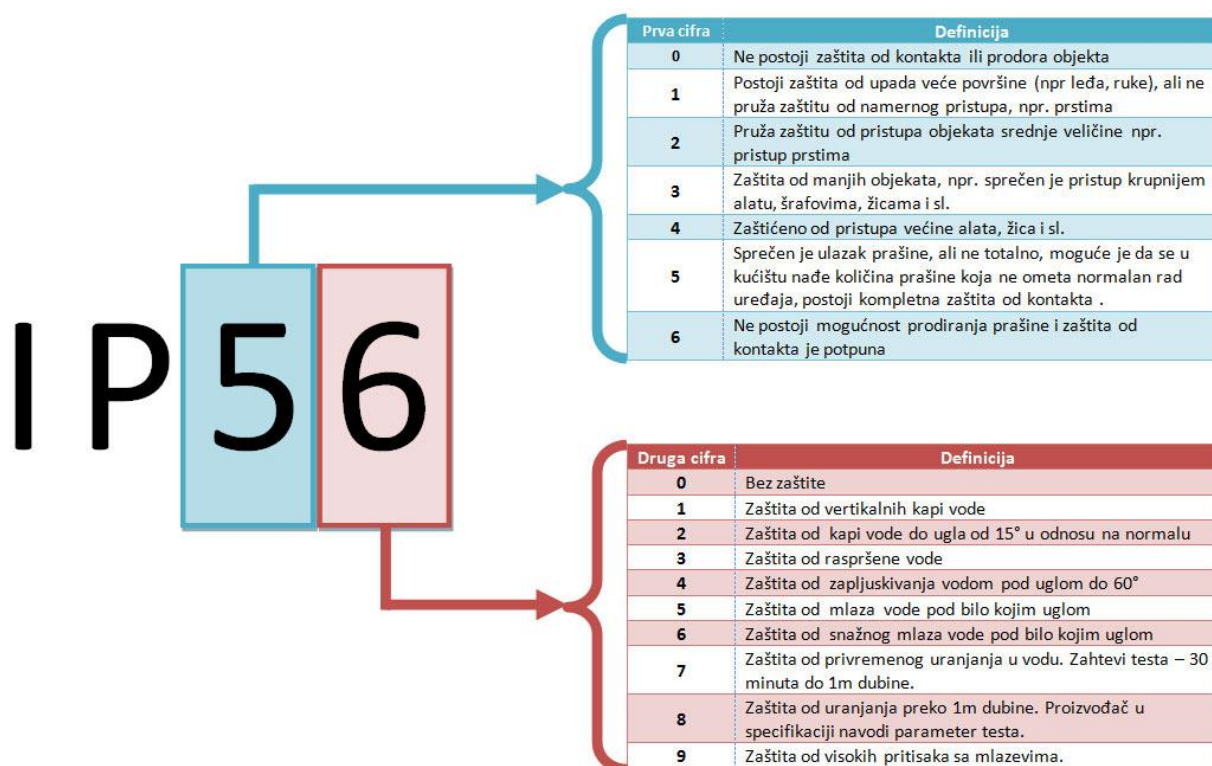 IP56
Prva cifra Definicija
0 Ne postoji zaštita od kontakta ili prodora objekta
1 Postoji zaštita od upada veće površine (npr leđa, ruke), ali ne
pruža zaštitu od namernog pristupa, npr. prstima
2 Pruža zaštitu od pristupa objekata srednje veličine npr.
pristup prstima
3 Zaštita od manjih objekata, npr. sprečen je pristup krupnijem
alatu, šrafovima, žicama i sl.
4 Zaštićeno od pristupa većine alata, žica i sl.
5 Sprečen je ulazak prašine, ali ne totalno, moguće je da se u
kućištu nađe količina prašine koja ne ometa normalan rad
uređaja, postoji kompletna zaštita od kontakta .
6 Ne postoji mogućnost prodiranja prašine i zaštita od
kontakta je potpuna
Druga cifra Definicija
0 Bez zaštite
1 Zaštita od vertikalnih kapi vode
2 Zaštita od kapi vode do ugla od 15° u odnosu na normalu
3 Zaštita od raspršene vode
4 Zaštita od zapljuskivanja vodom pod uglom do 60°
5 Zaštita od mlaza vode pod bilo kojim uglom
6 Zaštita od snažnog mlaza vode pod bilo kojim uglom
7 Zaštita od privremenog uranjanja u vodu. Zahtevi testa – 30
minuta do 1m dubine.
8 Zaštita od uranjanja preko 1m dubine. Proizvođač u
specifikaciji navodi parameter testa.
9 Zaštita od visokih pritisaka sa mlazevima.